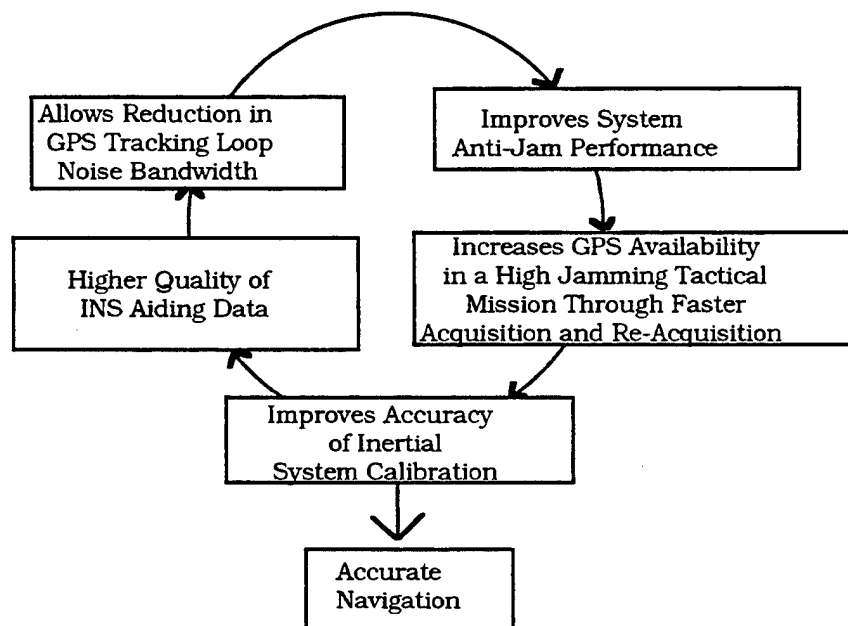 Allows Reduction in
GPS Tracking Loop
Noise Bandwidth
Improves System
Anti-Jam Performance
Higher Quality of
INS Aiding Data
Increases GPS Availability
in a High Jamming Tactical
Mission Through Faster
Acquisition and Re-Acquisition
Improves Accuracy
of Inertial
System Calibration
Accurate
Navigation